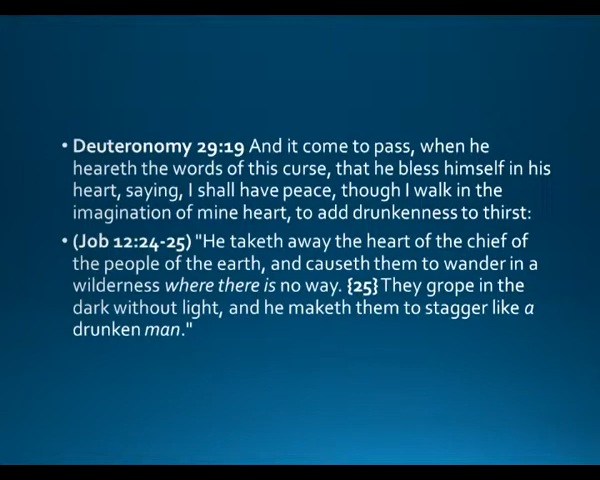 • Deuteronomy 29:19 And it come to pass, when he
heareth the words of this curse, that he bless himself in his
heart, saying, I shall have peace, though I walk in the
imagination of mine heart, to add drunkenness to thirst:
• (Job 12:24-25) "He taketh away the heart of the chief of
the people of the earth, and causeth them to wander in a
wilderness where there is no way. {25} They grope in the
dark without light, and he maketh them to stagger like a
drunken man."